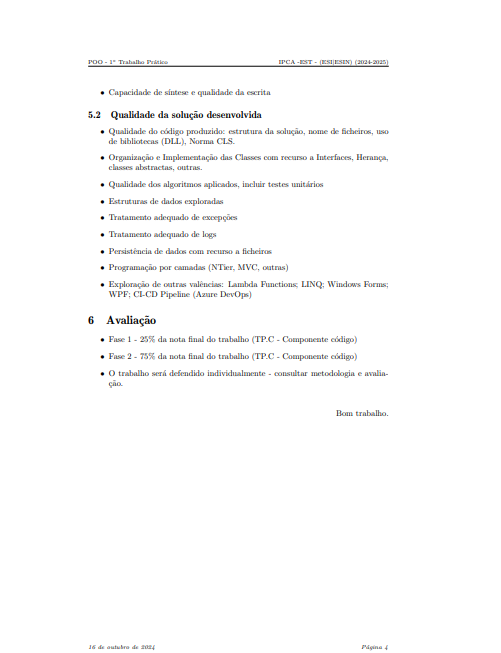 POO - 1º Trabalho Prático IPCA -EST - (ESI|ESIN) (2024-2025)
• Capacidade de síntese e qualidade da escrita
5.2 Qualidade da solução desenvolvida
• Qualidade do código produzido: estrutura da solução, nome de ficheiros, uso
de bibliotecas (DLL), Norma CLS.
• Organização e Implementação das Classes com recurso a Interfaces, Herança,
classes abstractas, outras.
• Qualidade dos algoritmos aplicados, incluir testes unitários
• Estruturas de dados exploradas
• Tratamento adequado de excepções
• Tratamento adequado de logs
• Persistência de dados com recurso a ficheiros
• Programação por camadas (NTier, MVC, outras)
• Exploração de outras valências: Lambda Functions; LINQ; Windows Forms;
WPF; CI-CD Pipeline (Azure DevOps)
6 Avaliação
• Fase 1 - 25% da nota final do trabalho (TP.C - Componente código)
• Fase 2 - 75% da nota final do trabalho (TP.C - Componente código)
• O trabalho será defendido individualmente - consultar metodologia e avalia-
ção.
Bom trabalho.
16 de outubro de 2024 Página 4